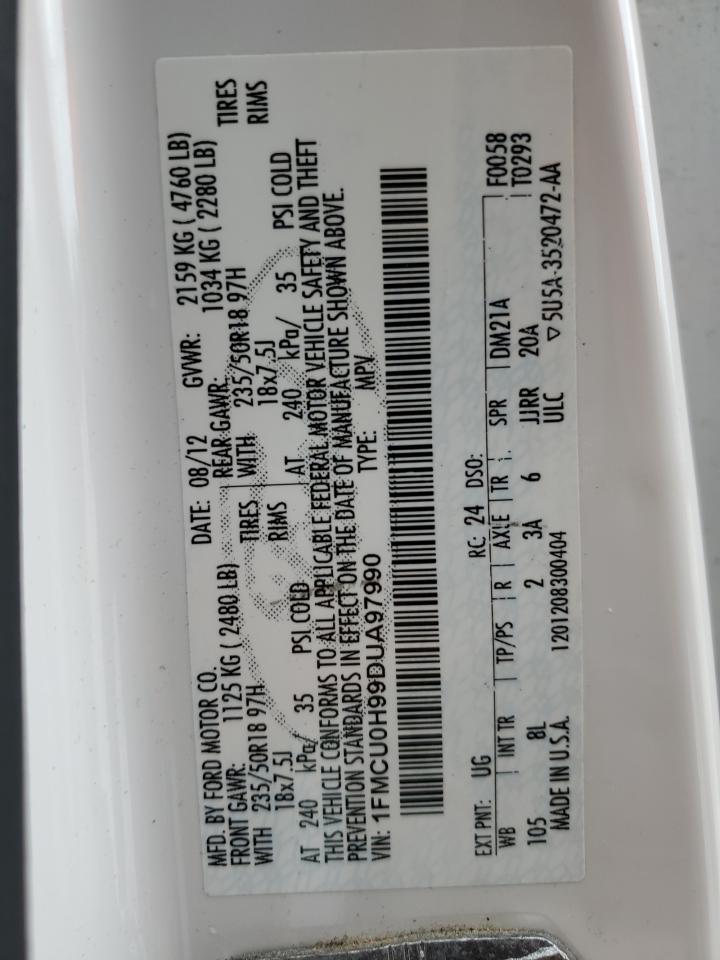 MFD. BY FORD MOTOR CO.
DATE: 08/12 GVWR: 2159 KG ( 4760 LB)
FRONT GAWR: 1125 KG ( 2480 LB)
REAR GAWR: 1034 KG ( 2280 LB)
WITH 235/50R18 97H TIRES WITH 235/50R18 97H TIRES
18x7.5J RIMS 18x7.5J RIMS
AT 240 kPa/ 35 PSI COLD AT 240 kPa/ 35 PSI COLD
THIS VEHICLE CONFORMS TO ALL APPLICABLE FEDERAL MOTOR VEHICLE SAFETY AND THEFT
PREVENTION STANDARDS IN EFFECT ON THE DATE OF MANUFACTURE SHOWN ABOVE.
VIN: 1FMCU0H99DUA97990 TYPE: MPV
EXT PNT: UG RC: 24 DSO: F0058
WB INT TR TP/PS R AXLE TR SPR DM21A T0293
105 8L 2 3A 6 JJRR 20A
MADE IN U.S.A. 1201208300404 ULC ▽ 5U5A-3520472-AA